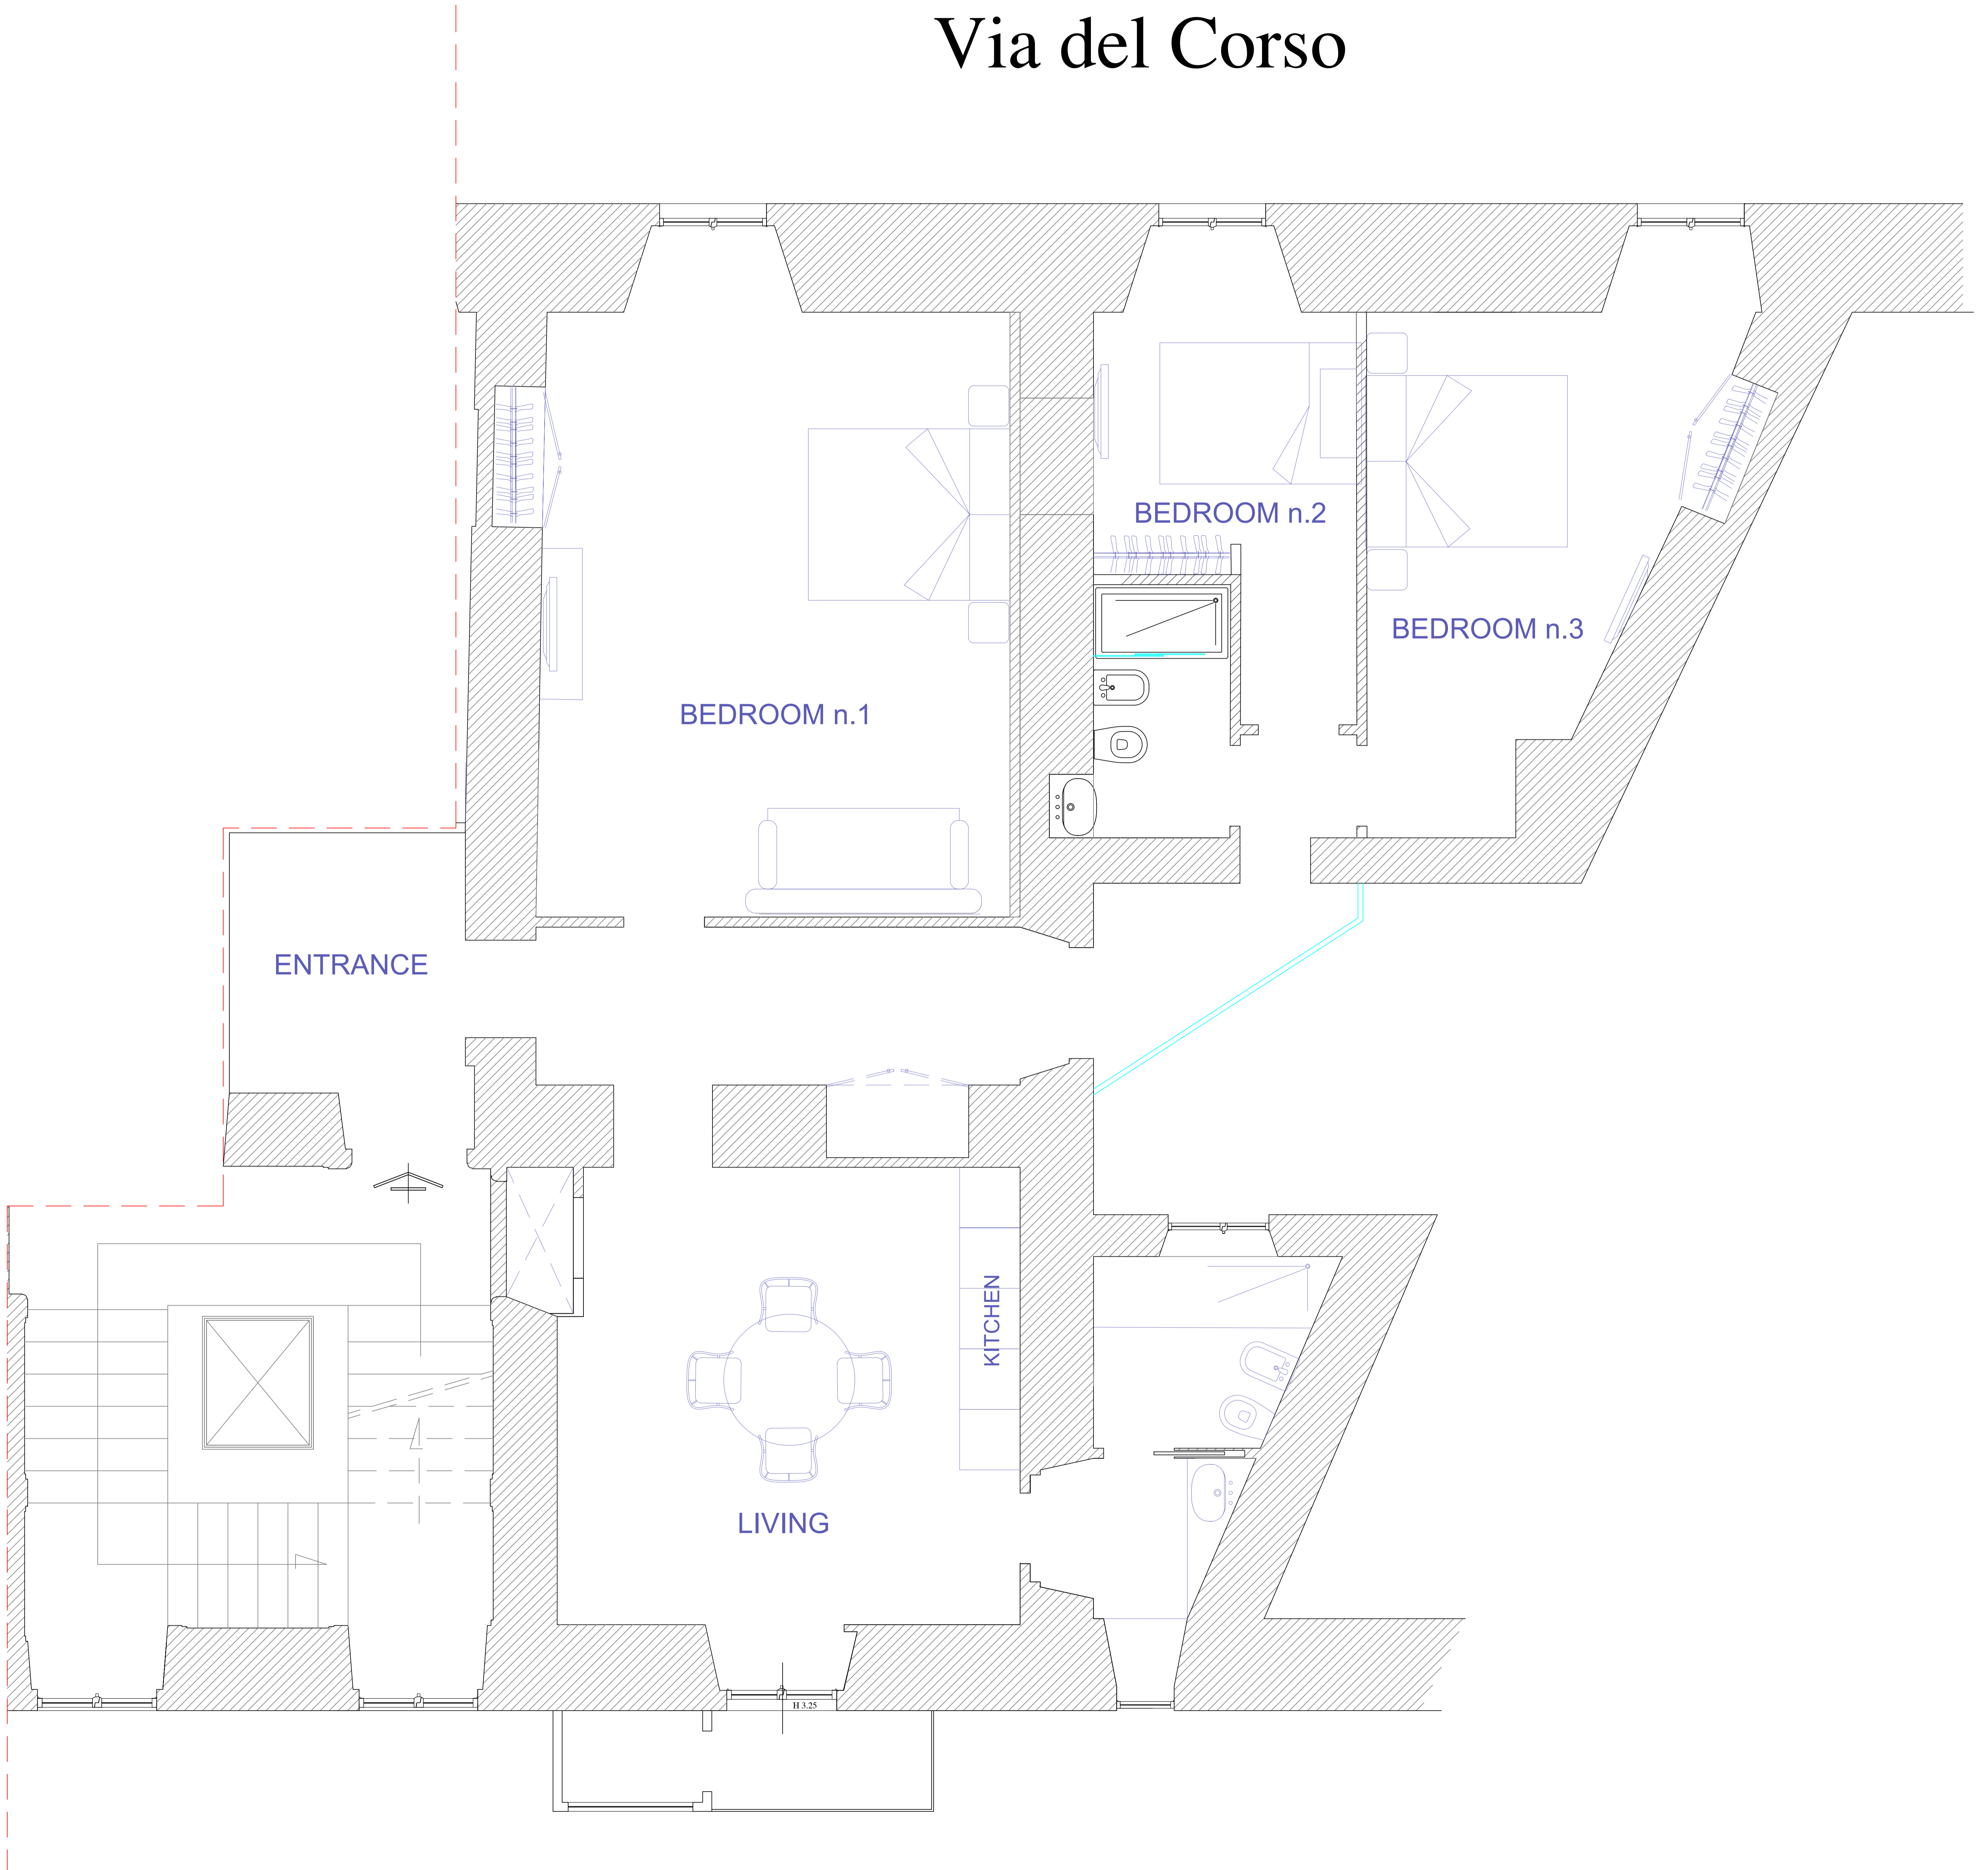 Via del Corso
BEDROOM n.2
BEDROOM n.3
BEDROOM n.1
ENTRANCE
KITCHEN
LIVING
H 3.25